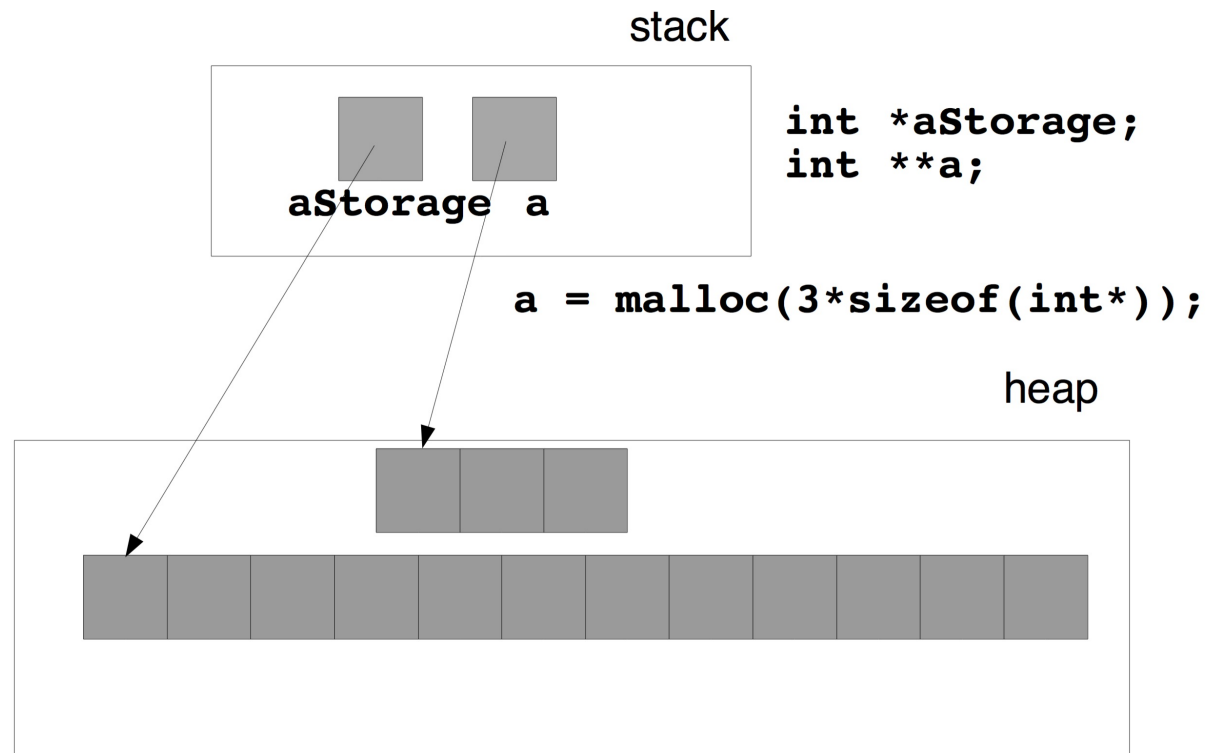 stack
int *aStorage;
int **a;
aStorage a
a = malloc(3*sizeof(int*));
heap